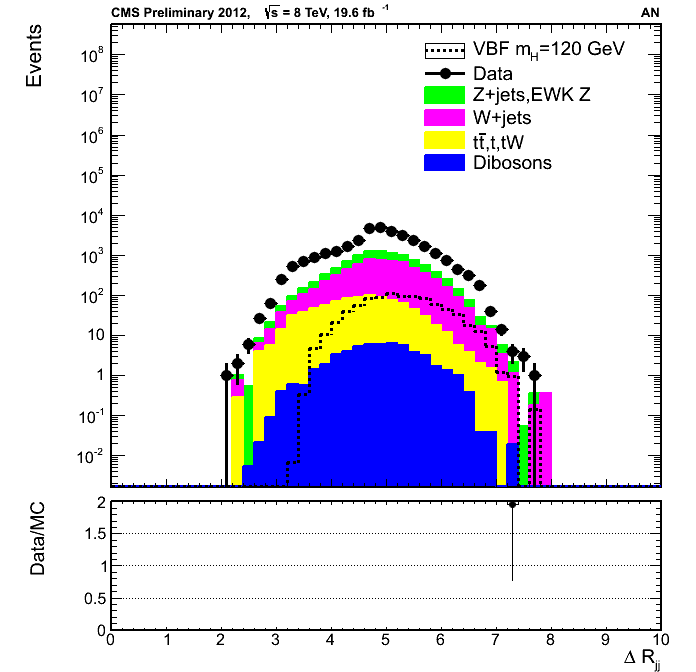 CMS Preliminary 2012, √s = 8 TeV, 19.6 fb⁻¹ AN
Events
10⁸
10⁷
10⁶
10⁵
10⁴
10³
10²
10
1
10⁻¹
10⁻²
VBF m_H=120 GeV
Data
Z+jets,EWK Z
W+jets
tt̄,t,tW
Dibosons
Data/MC
2
1.5
1
0.5
0
0 1 2 3 4 5 6 7 8 9 10
Δ R_jj